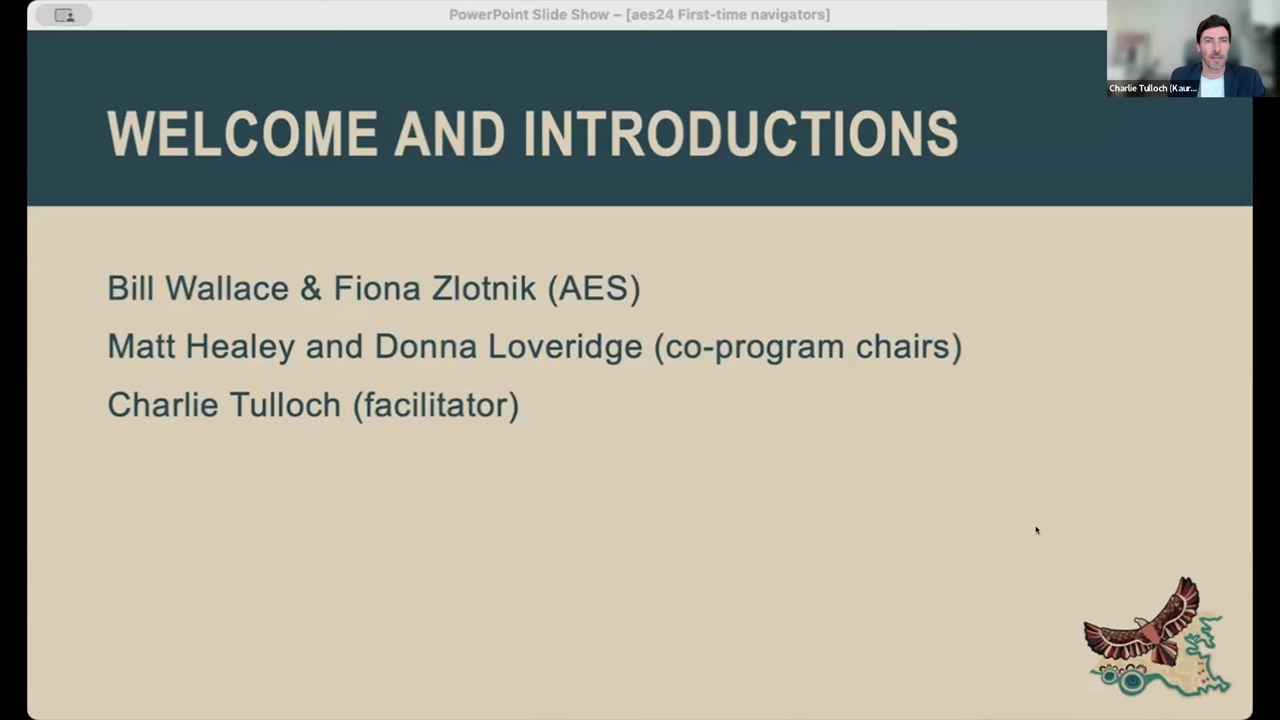 PowerPoint Slide Show – [aes24 First-time navigators]
Charlie Tulloch (Kaur...
WELCOME AND INTRODUCTIONS
Bill Wallace & Fiona Zlotnik (AES)
Matt Healey and Donna Loveridge (co-program chairs)
Charlie Tulloch (facilitator)